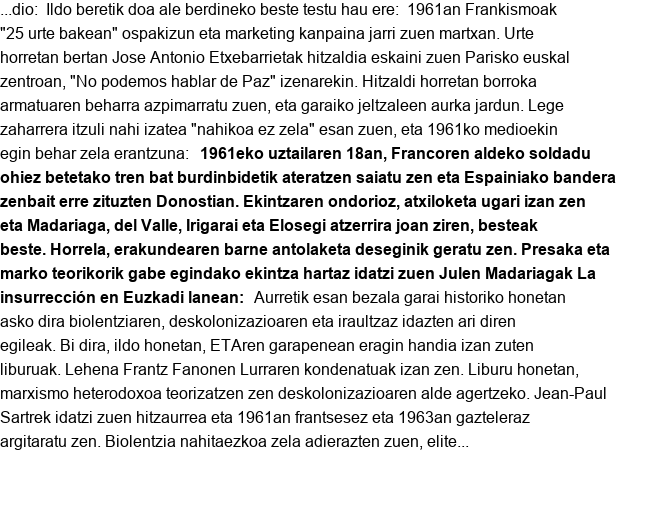 ...dio: Ildo beretik doa ale berdineko beste testu hau ere: 1961an Frankismoak
"25 urte bakean" ospakizun eta marketing kanpaina jarri zuen martxan. Urte
horretan bertan Jose Antonio Etxebarrietak hitzaldia eskaini zuen Parisko euskal
zentroan, "No podemos hablar de Paz" izenarekin. Hitzaldi horretan borroka
armatuaren beharra azpimarratu zuen, eta garaiko jeltzaleen aurka jardun. Lege
zaharrera itzuli nahi izatea "nahikoa ez zela" esan zuen, eta 1961ko medioekin
egin behar zela erantzuna: 1961eko uztailaren 18an, Francoren aldeko soldadu
ohiez betetako tren bat burdinbidetik ateratzen saiatu zen eta Espainiako bandera
zenbait erre zituzten Donostian. Ekintzaren ondorioz, atxiloketa ugari izan zen
eta Madariaga, del Valle, Irigarai eta Elosegi atzerrira joan ziren, besteak
beste. Horrela, erakundearen barne antolaketa deseginik geratu zen. Presaka eta
marko teorikorik gabe egindako ekintza hartaz idatzi zuen Julen Madariagak La
insurrección en Euzkadi lanean: Aurretik esan bezala garai historiko honetan
asko dira biolentziaren, deskolonizazioaren eta iraultzaz idazten ari diren
egileak. Bi dira, ildo honetan, ETAren garapenean eragin handia izan zuten
liburuak. Lehena Frantz Fanonen Lurraren kondenatuak izan zen. Liburu honetan,
marxismo heterodoxoa teorizatzen zen deskolonizazioaren alde agertzeko. Jean-Paul
Sartrek idatzi zuen hitzaurrea eta 1961an frantsesez eta 1963an gazteleraz
argitaratu zen. Biolentzia nahitaezkoa zela adierazten zuen, elite...